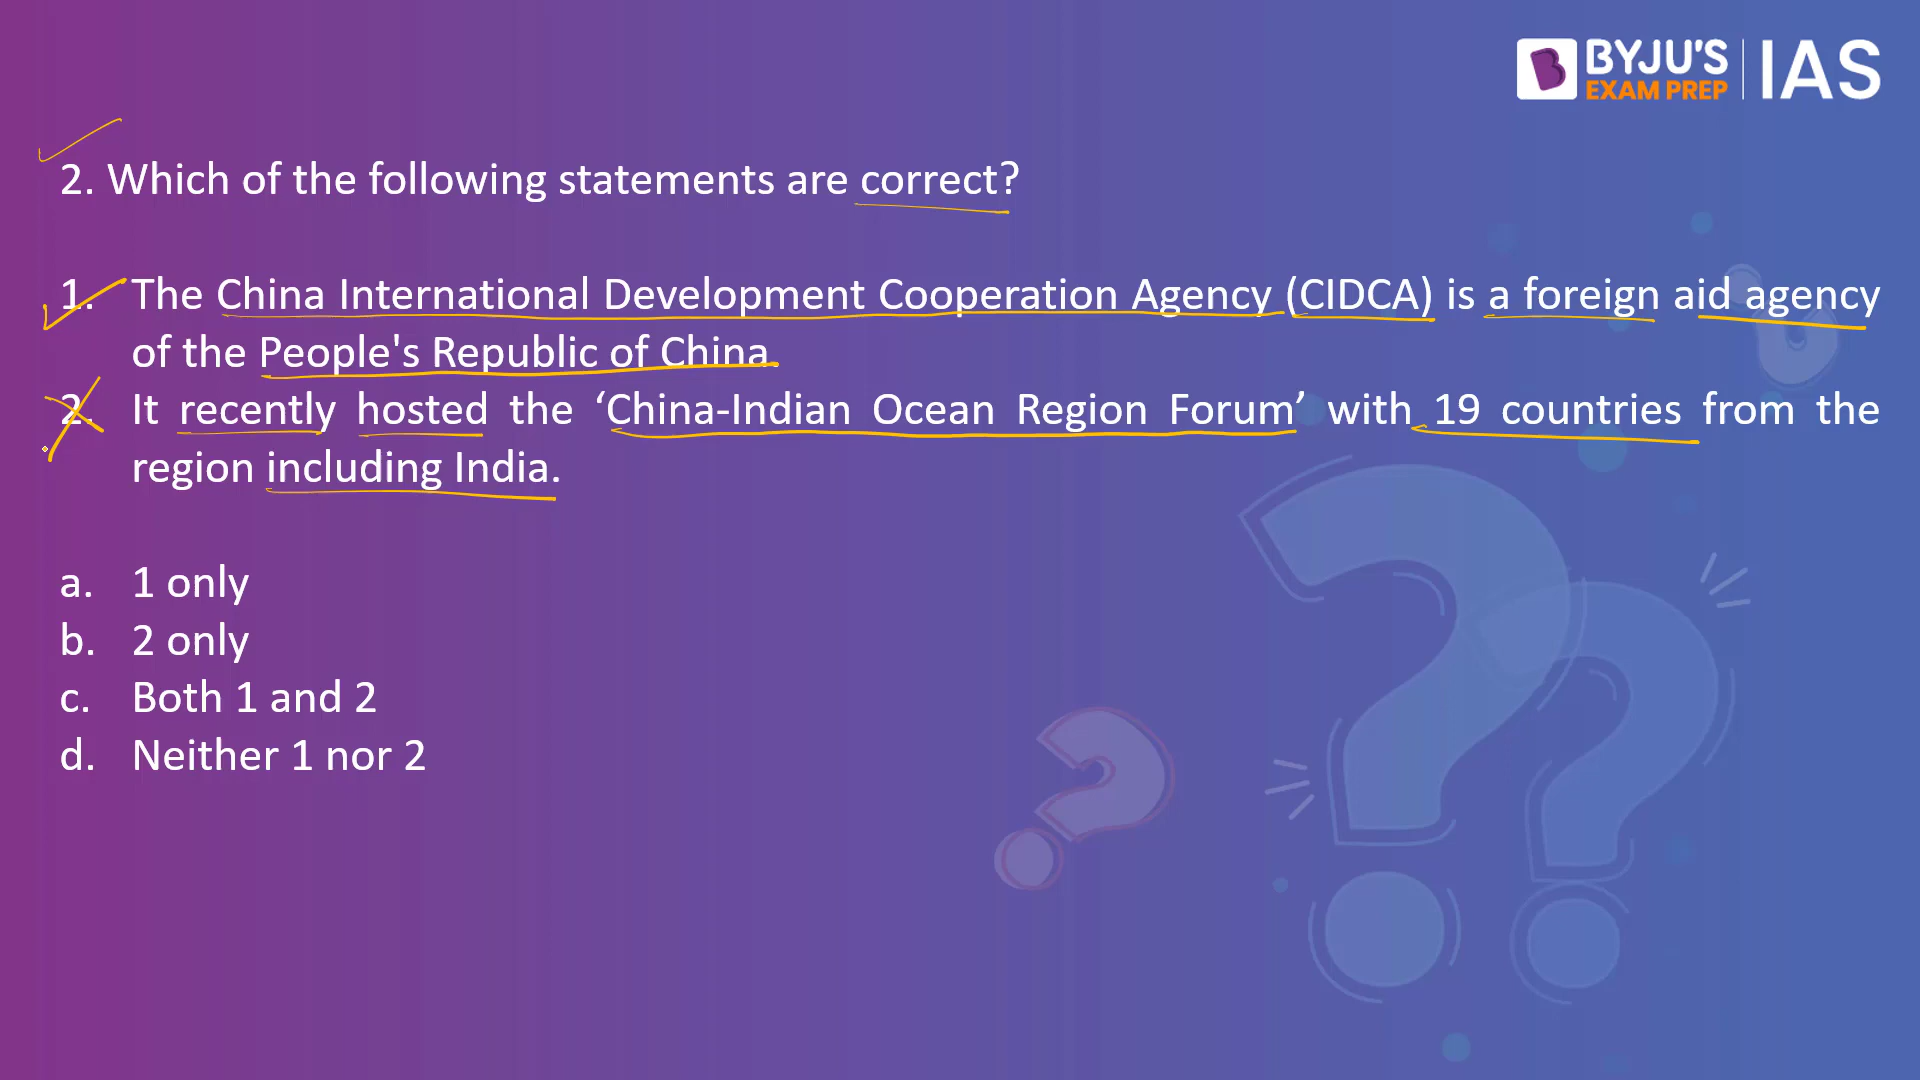 BYJU'S
EXAM PREP
IAS
2. Which of the following statements are correct?
1. The China International Development Cooperation Agency (CIDCA) is a foreign aid agency
of the People's Republic of China.
2. It recently hosted the ‘China-Indian Ocean Region Forum’ with 19 countries from the
region including India.
a. 1 only
b. 2 only
c. Both 1 and 2
d. Neither 1 nor 2